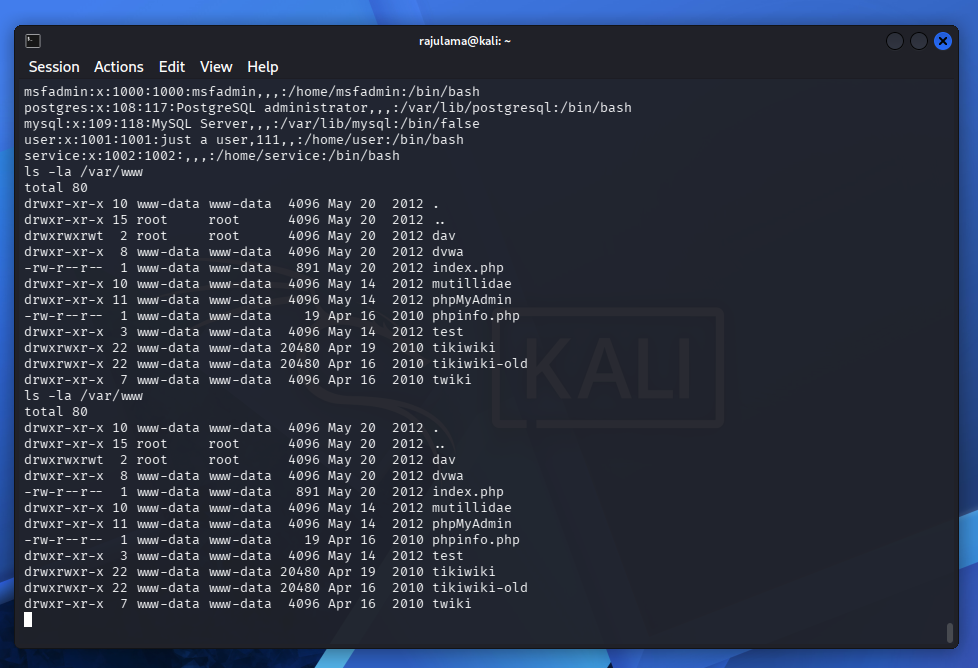 rajulama@kali: ~
Session Actions Edit View Help
msfadmin:x:1000:1000:msfadmin,,,:/home/msfadmin:/bin/bash
postgres:x:108:117:PostgreSQL administrator,,,:/var/lib/postgresql:/bin/bash
mysql:x:109:118:MySQL Server,,,:/var/lib/mysql:/bin/false
user:x:1001:1001:just a user,111,,:/home/user:/bin/bash
service:x:1002:1002:,,,:/home/service:/bin/bash
ls -la /var/www
total 80
drwxr-xr-x 10 www-data www-data  4096 May 20  2012 .
drwxr-xr-x 15 root     root      4096 May 20  2012 ..
drwxrwxrwt  2 root     root      4096 May 20  2012 dav
drwxr-xr-x  8 www-data www-data  4096 May 20  2012 dvwa
-rw-r--r--  1 www-data www-data   891 May 20  2012 index.php
drwxr-xr-x 10 www-data www-data  4096 May 14  2012 mutillidae
drwxr-xr-x 11 www-data www-data  4096 May 14  2012 phpMyAdmin
-rw-r--r--  1 www-data www-data    19 Apr 16  2010 phpinfo.php
drwxr-xr-x  3 www-data www-data  4096 May 14  2012 test
drwxrwxr-x 22 www-data www-data 20480 Apr 19  2010 tikiwiki
drwxrwxr-x 22 www-data www-data 20480 Apr 16  2010 tikiwiki-old
drwxr-xr-x  7 www-data www-data  4096 Apr 16  2010 twiki
ls -la /var/www
total 80
drwxr-xr-x 10 www-data www-data  4096 May 20  2012 .
drwxr-xr-x 15 root     root      4096 May 20  2012 ..
drwxrwxrwt  2 root     root      4096 May 20  2012 dav
drwxr-xr-x  8 www-data www-data  4096 May 20  2012 dvwa
-rw-r--r--  1 www-data www-data   891 May 20  2012 index.php
drwxr-xr-x 10 www-data www-data  4096 May 14  2012 mutillidae
drwxr-xr-x 11 www-data www-data  4096 May 14  2012 phpMyAdmin
-rw-r--r--  1 www-data www-data    19 Apr 16  2010 phpinfo.php
drwxr-xr-x  3 www-data www-data  4096 May 14  2012 test
drwxrwxr-x 22 www-data www-data 20480 Apr 19  2010 tikiwiki
drwxrwxr-x 22 www-data www-data 20480 Apr 16  2010 tikiwiki-old
drwxr-xr-x  7 www-data www-data  4096 Apr 16  2010 twiki
KALI